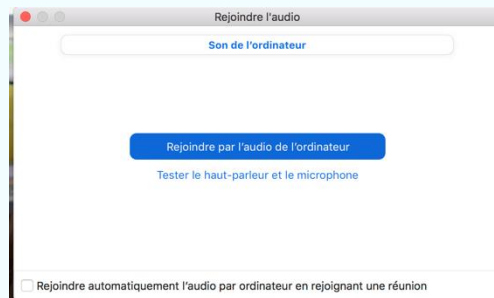 Rejoindre l'audio
Son de l'ordinateur
Rejoindre par l'audio de l'ordinateur
Tester le haut-parleur et le microphone
Rejoindre automatiquement l'audio par ordinateur en rejoignant une réunion